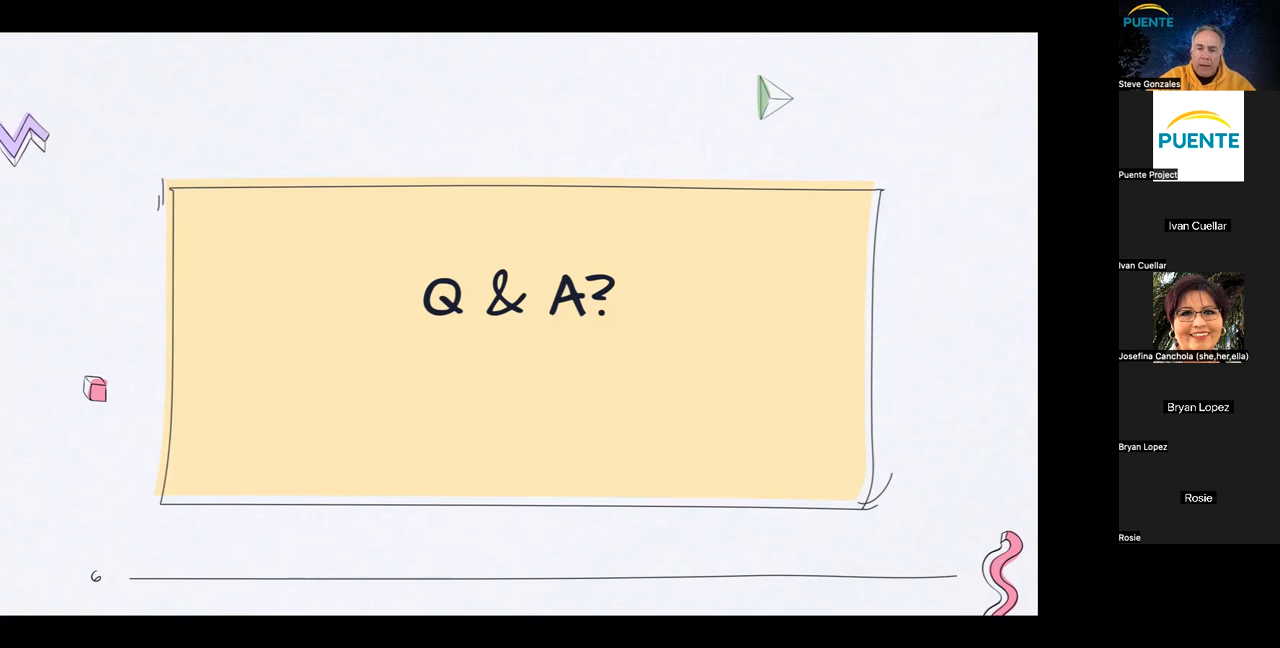 Q & A?
6
PUENTE
Steve Gonzales
PUENTE
Puente Project
Ivan Cuellar
Ivan Cuellar
Josefina Canchola (she,her,ella)
Bryan Lopez
Bryan Lopez
Rosie
Rosie